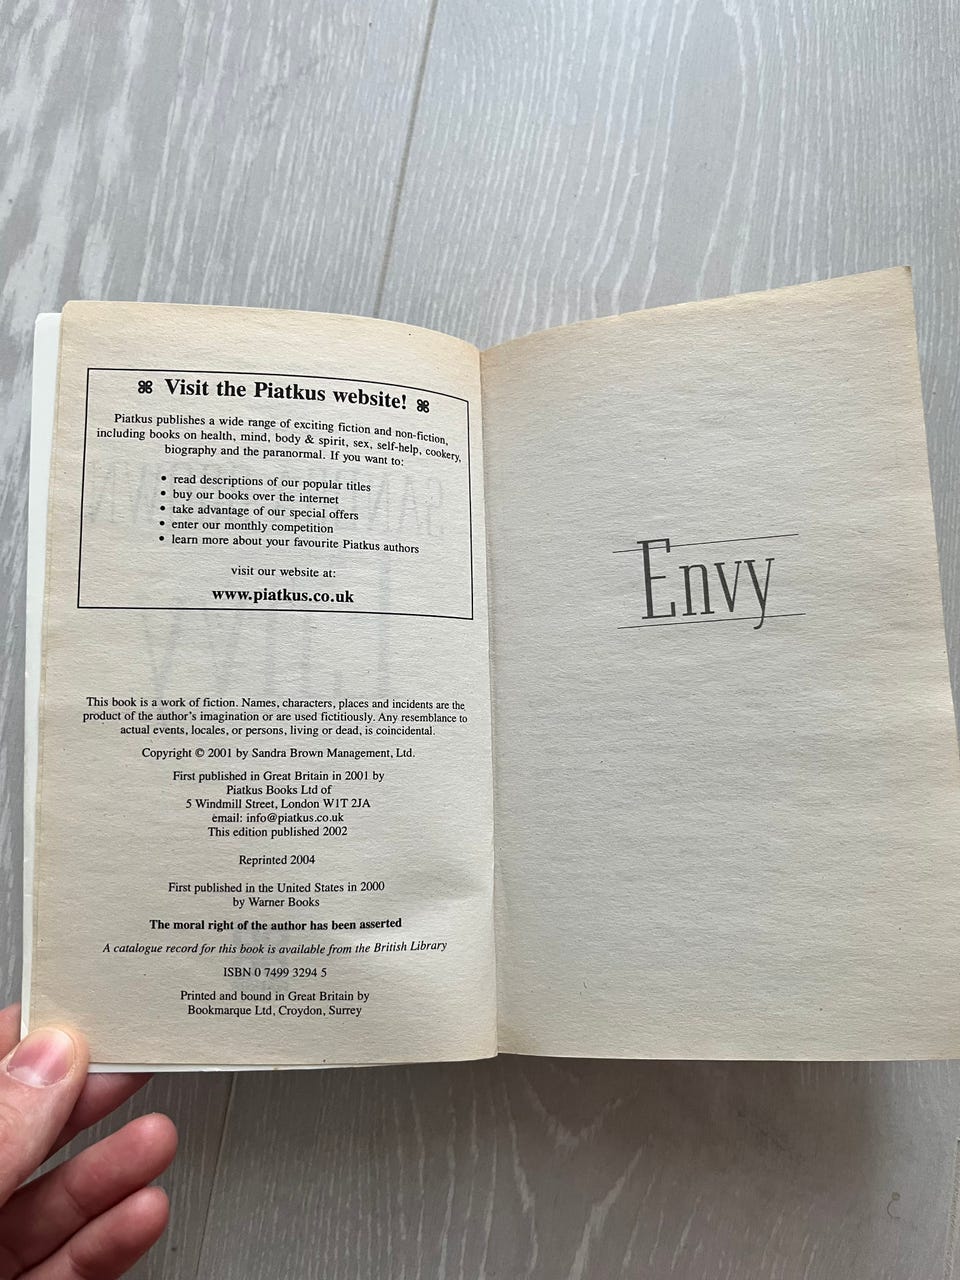 ⌘ Visit the Piatkus website! ⌘
Piatkus publishes a wide range of exciting fiction and non-fiction,
including books on health, mind, body & spirit, sex, self-help, cookery,
biography and the paranormal. If you want to:
• read descriptions of our popular titles
• buy our books over the internet
• take advantage of our special offers
• enter our monthly competition
• learn more about your favourite Piatkus authors
visit our website at:
www.piatkus.co.uk
This book is a work of fiction. Names, characters, places and incidents are the
product of the author's imagination or are used fictitiously. Any resemblance to
actual events, locales, or persons, living or dead, is coincidental.
Copyright © 2001 by Sandra Brown Management, Ltd.
First published in Great Britain in 2001 by
Piatkus Books Ltd of
5 Windmill Street, London W1T 2JA
email: info@piatkus.co.uk
This edition published 2002
Reprinted 2004
First published in the United States in 2000
by Warner Books
The moral right of the author has been asserted
A catalogue record for this book is available from the British Library
ISBN 0 7499 3294 5
Printed and bound in Great Britain by
Bookmarque Ltd, Croydon, Surrey
Envy